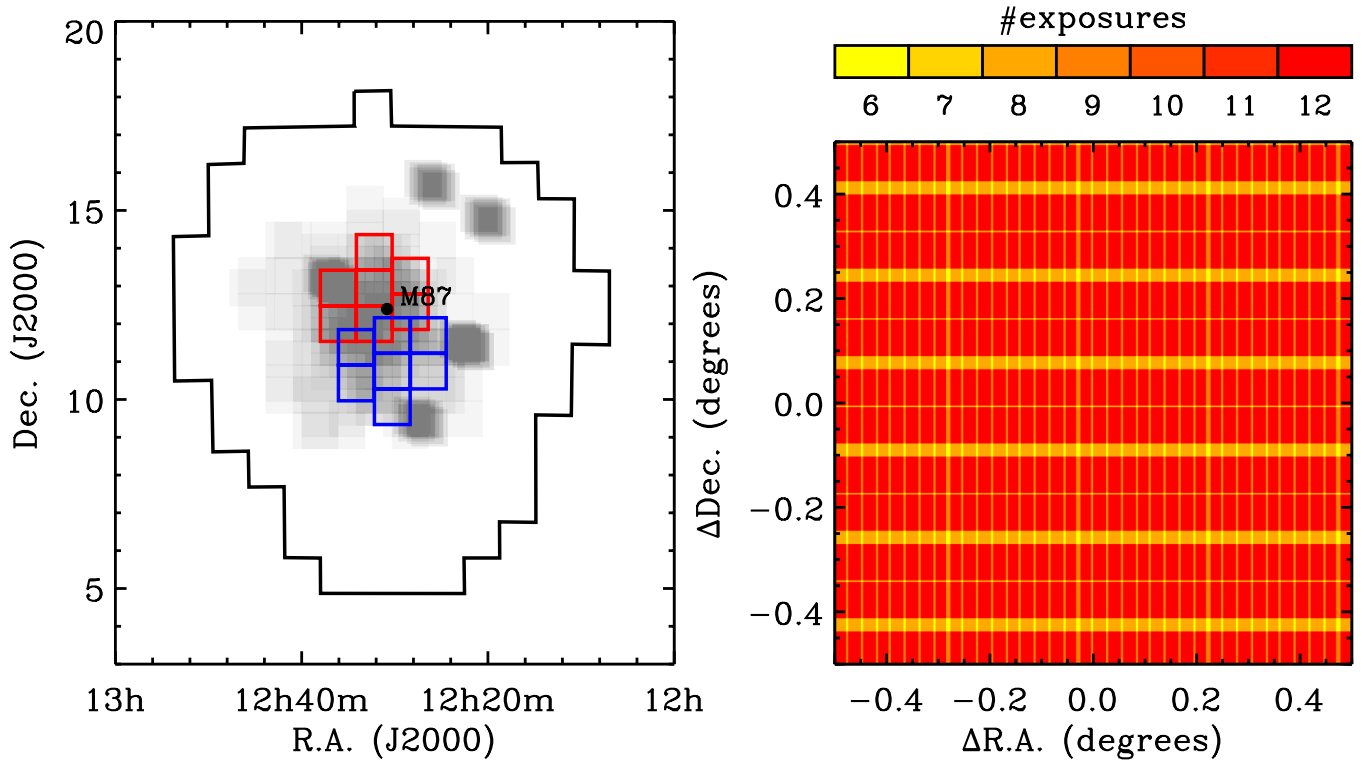 20
15
10
5
Dec. (J2000)
M87
13h 12h40m 12h20m 12h
R.A. (J2000)
#exposures
6 7 8 9 10 11 12
0.4
0.2
0.0
−0.2
−0.4
ΔDec. (degrees)
−0.4 −0.2 0.0 0.2 0.4
ΔR.A. (degrees)